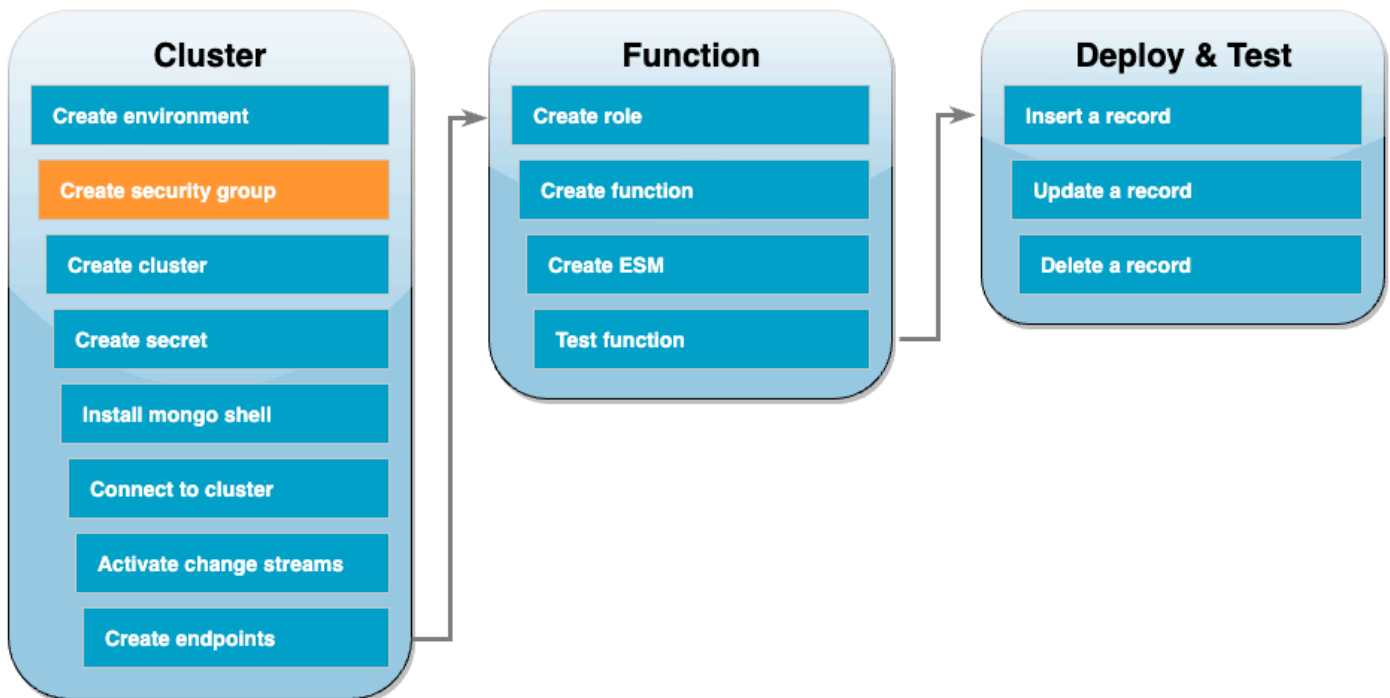 Cluster
Create environment
Create security group
Create cluster
Create secret
Install mongo shell
Connect to cluster
Activate change streams
Create endpoints
Function
Create role
Create function
Create ESM
Test function
Deploy & Test
Insert a record
Update a record
Delete a record